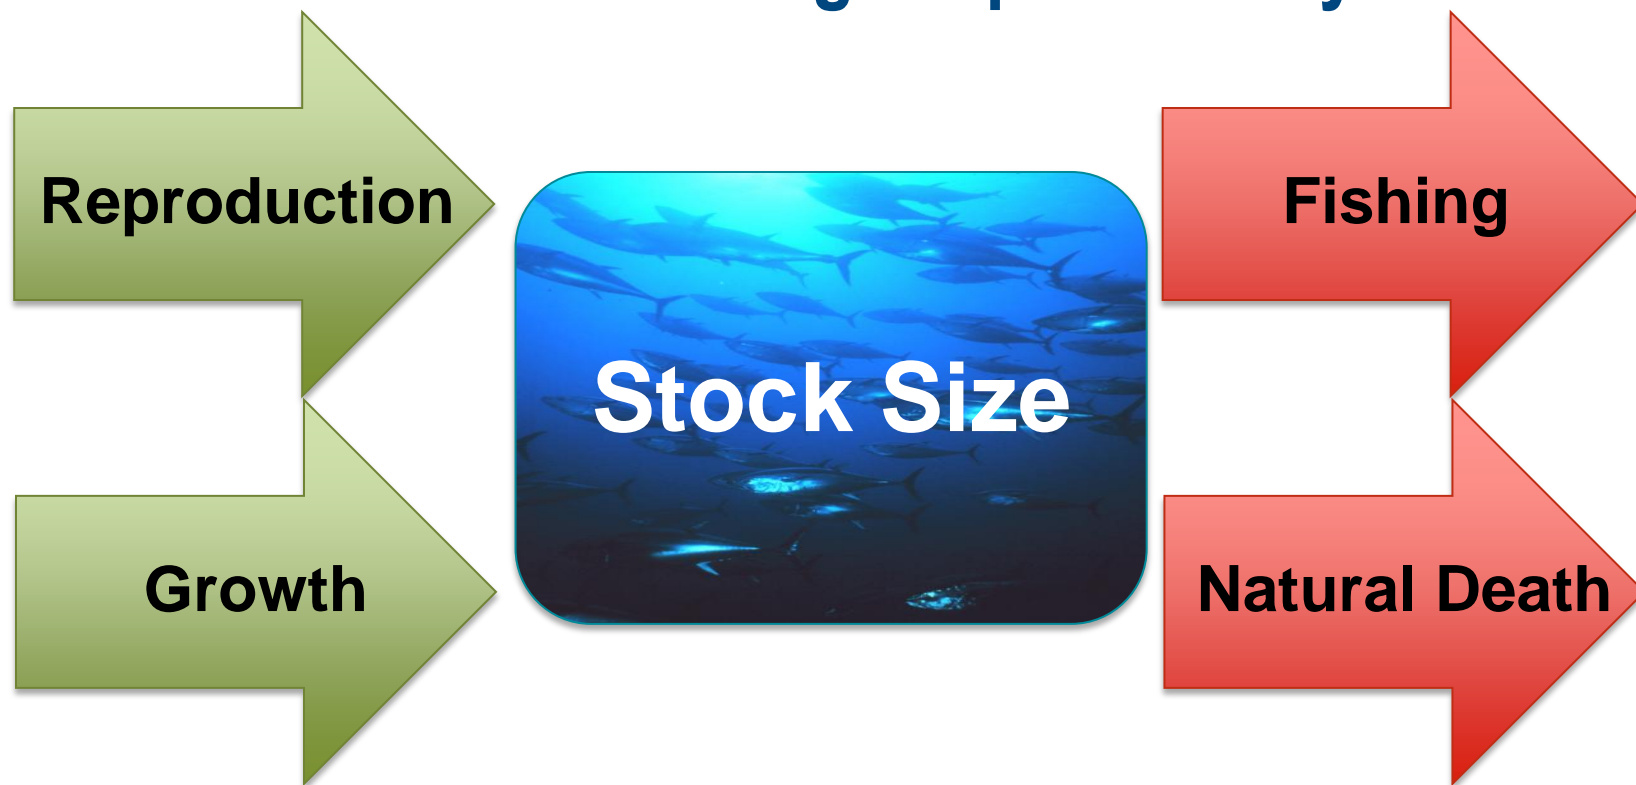 Reproduction
Fishing
Stock Size
Growth
Natural Death